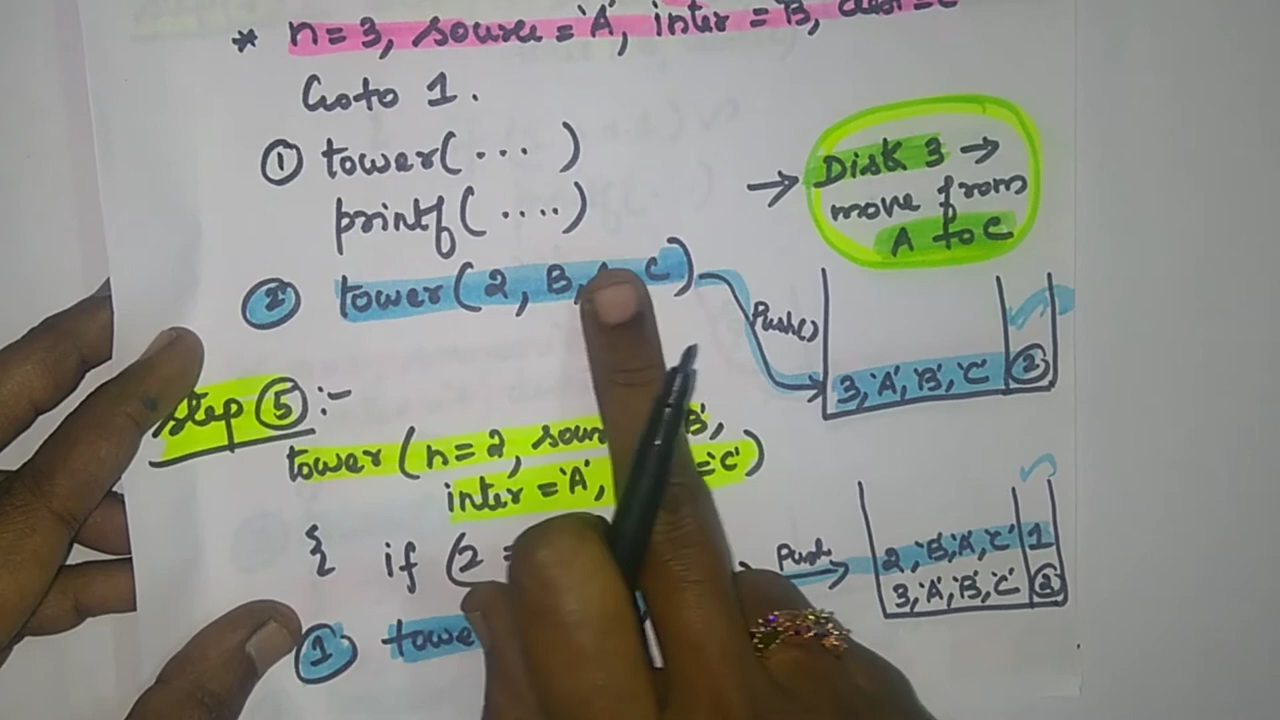 * n=3, source='A', inter='B',
Goto 1.
① tower(...)
printf(....)
→ Disk 3 →
move from
A to C
② tower(2, B, C)
Push()
3,'A','B','C' ②
Step ⑤ :-
tower (n=2, 'B',
inter='A', ='C')
{ if (2
Push
2,'B','A','C' 1
3,'A','B','C' ②
①